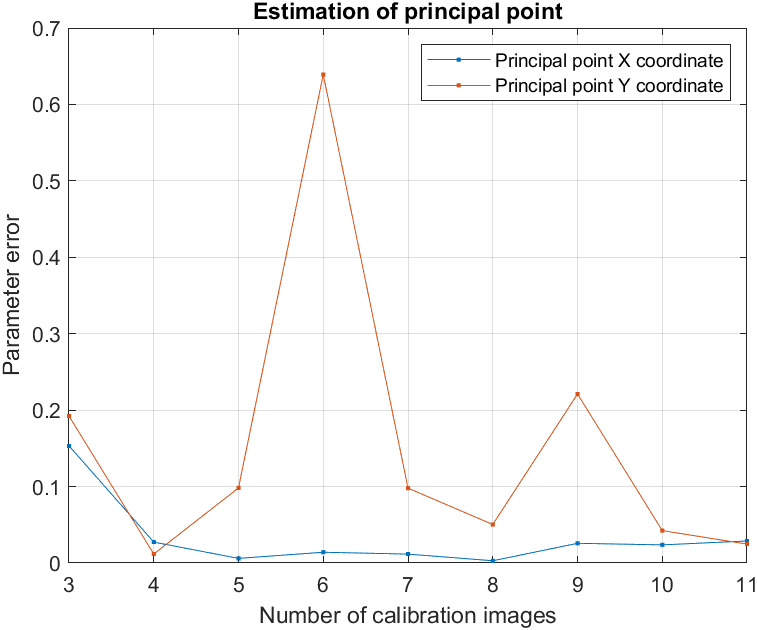 Estimation of principal point
Principal point X coordinate
Principal point Y coordinate
0.7
0.6
0.5
0.4
0.3
0.2
0.1
0
Parameter error
3 4 5 6 7 8 9 10 11
Number of calibration images